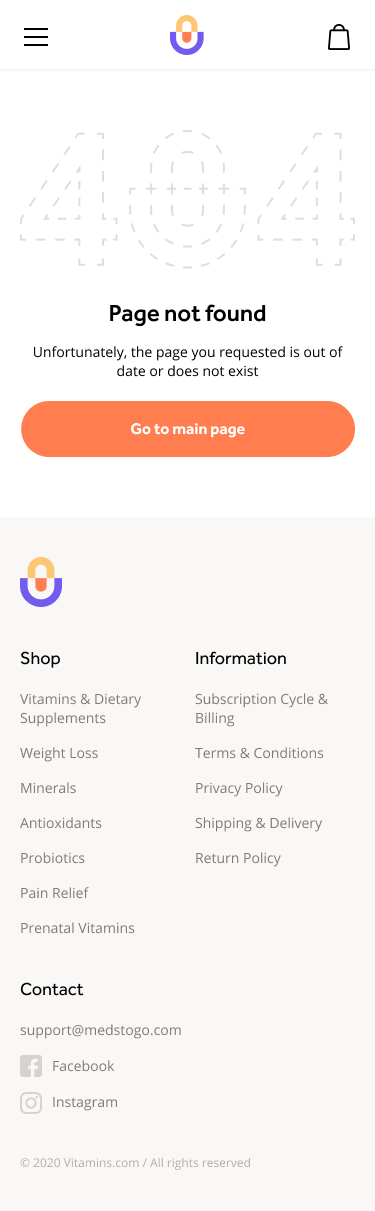 404
Page not found
Unfortunately, the page you requested is out of
date or does not exist
Go to main page
Shop
Vitamins & Dietary
Supplements
Weight Loss
Minerals
Antioxidants
Probiotics
Pain Relief
Prenatal Vitamins
Information
Subscription Cycle &
Billing
Terms & Conditions
Privacy Policy
Shipping & Delivery
Return Policy
Contact
support@medstogo.com
Facebook
Instagram
© 2020 Vitamins.com / All rights reserved